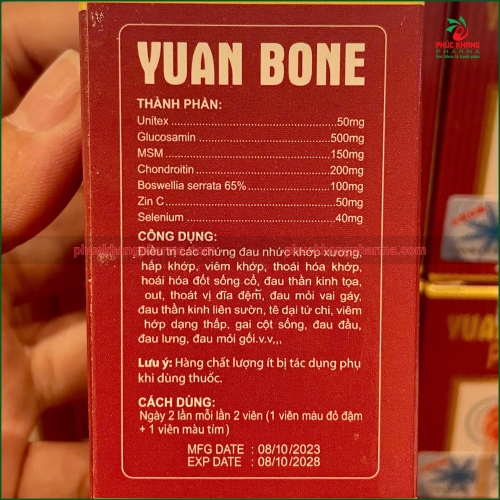 PHÚC KHANG
PHARMA
YUAN BONE
THÀNH PHẦN:
Unitex 50mg
Glucosamin 500mg
MSM 150mg
Chondroitin 200mg
Boswellia serrata 65% 100mg
Zin C 50mg
Selenium 40mg
CÔNG DỤNG:
phuckhangpharma.com
Điều trị các chứng đau nhức khớp xương,
hấp khớp, viêm khớp, thoái hóa khớp,
hoái hóa đốt sống cổ, đau thần kinh tọa,
out, thoát vị đĩa đệm, đau mỏi vai gáy.
đau thần kinh liên sườn, tê dại tứ chi, viêm
hớp dạng thấp, gai cột sống, đau đầu,
đau lưng, đau mỏi gối.v.v,,,
Lưu ý: Hàng chất lượng ít bị tác dụng phụ
khi dùng thuốc.
CÁCH DÙNG:
Ngày 2 lần mỗi lần 2 viên (1 viên màu đỏ đậm
+ 1 viên màu tím )
MFG DATE : 08/10/2023
EXP DATE : 08/10/2028
YUAN